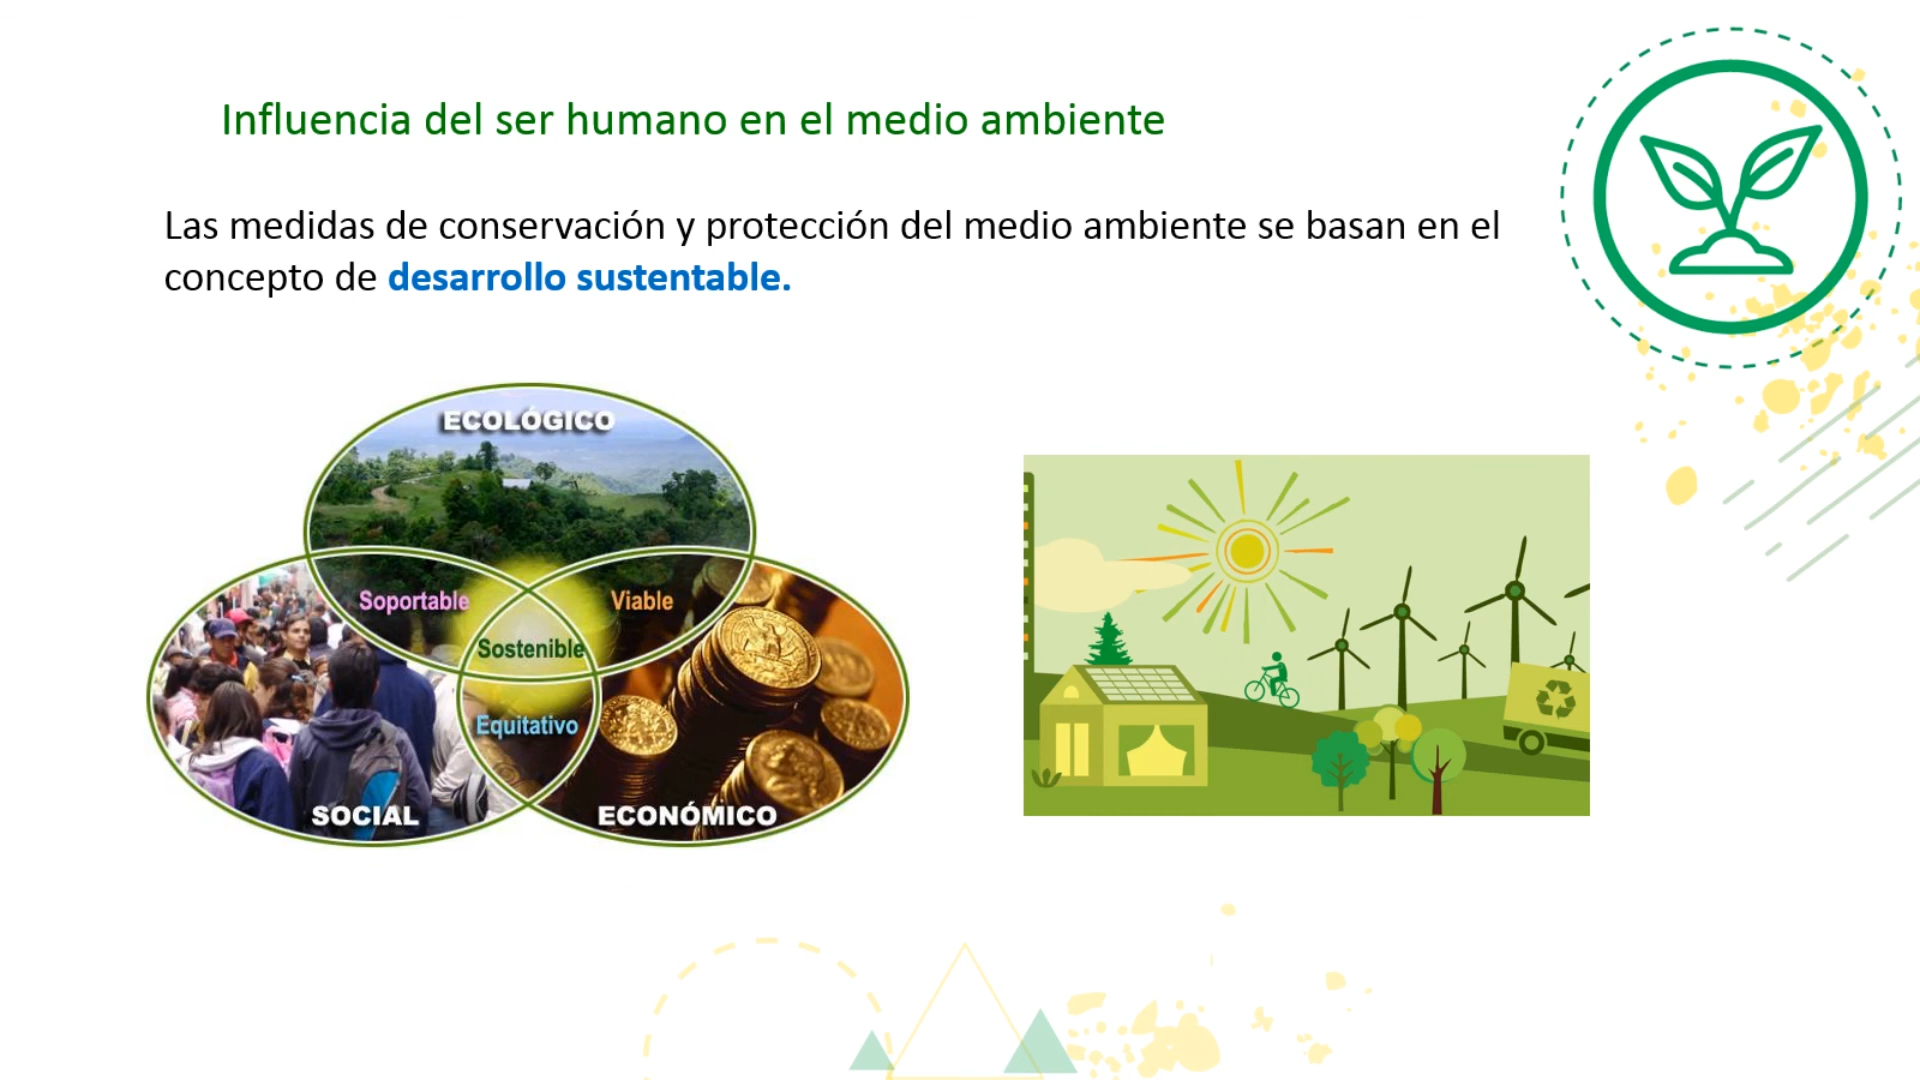 Influencia del ser humano en el medio ambiente
Las medidas de conservación y protección del medio ambiente se basan en el
concepto de desarrollo sustentable.
ECOLÓGICO
Soportable
Viable
Sostenible
Equitativo
SOCIAL
ECONÓMICO